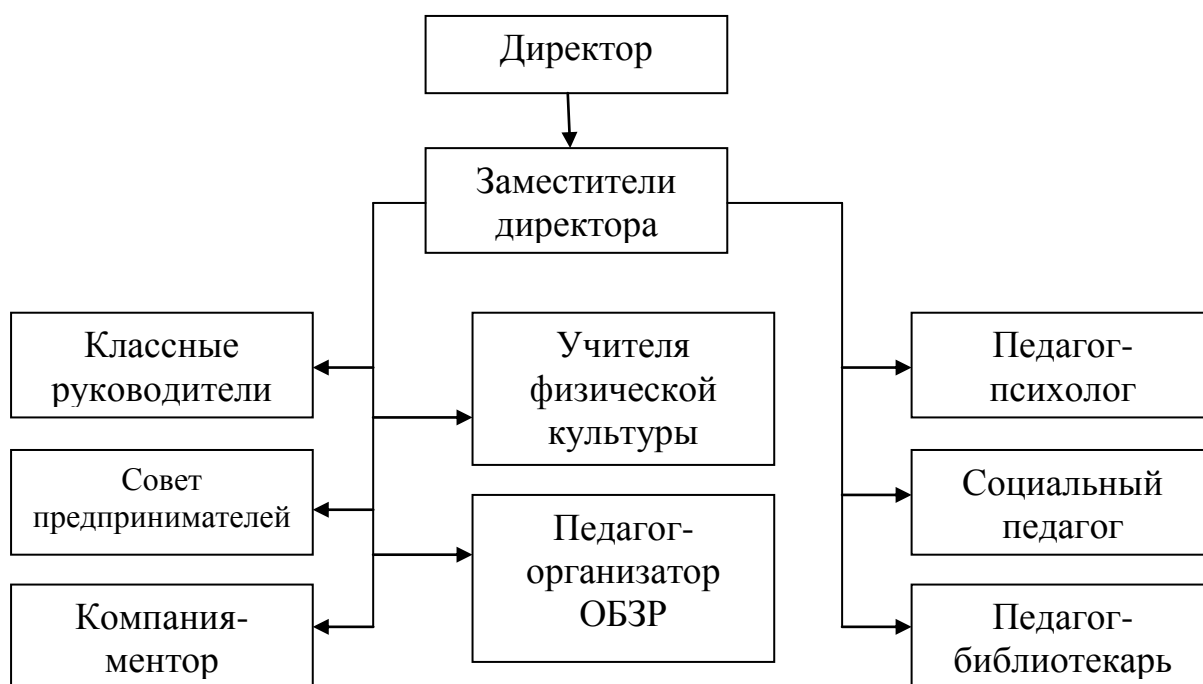 Директор
Заместители
директора
Классные
руководители
Учителя
физической
культуры
Педагог-
психолог
Совет
предпринимателей
Педагог-
организатор
ОБЗР
Социальный
педагог
Компания-
ментор
Педагог-
библиотекарь